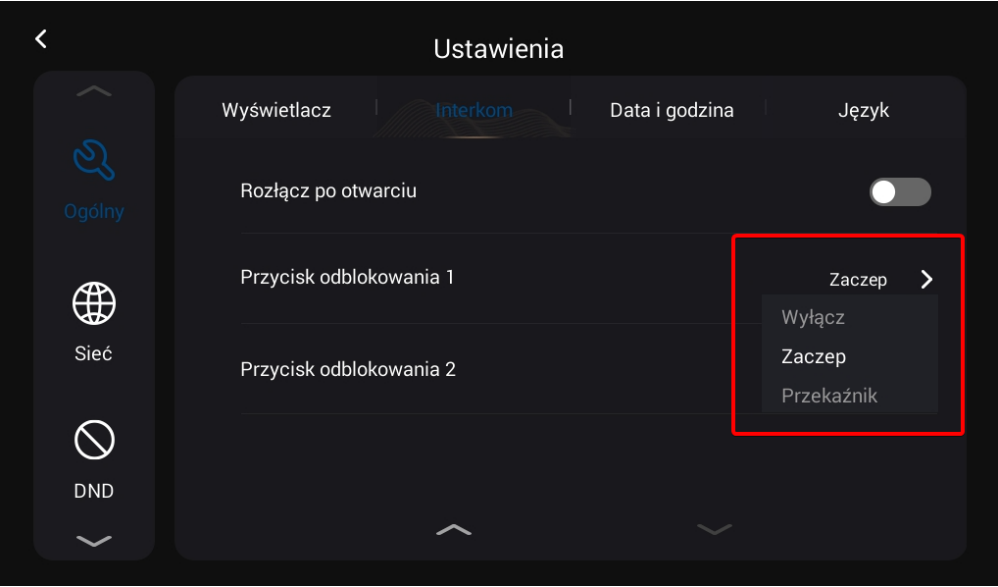 Ustawienia
Ogólny
Sieć
DND
Wyświetlacz
Interkom
Data i godzina
Język
Rozłącz po otwarciu
Przycisk odblokowania 1
Zaczep
Wyłącz
Zaczep
Przekaźnik
Przycisk odblokowania 2